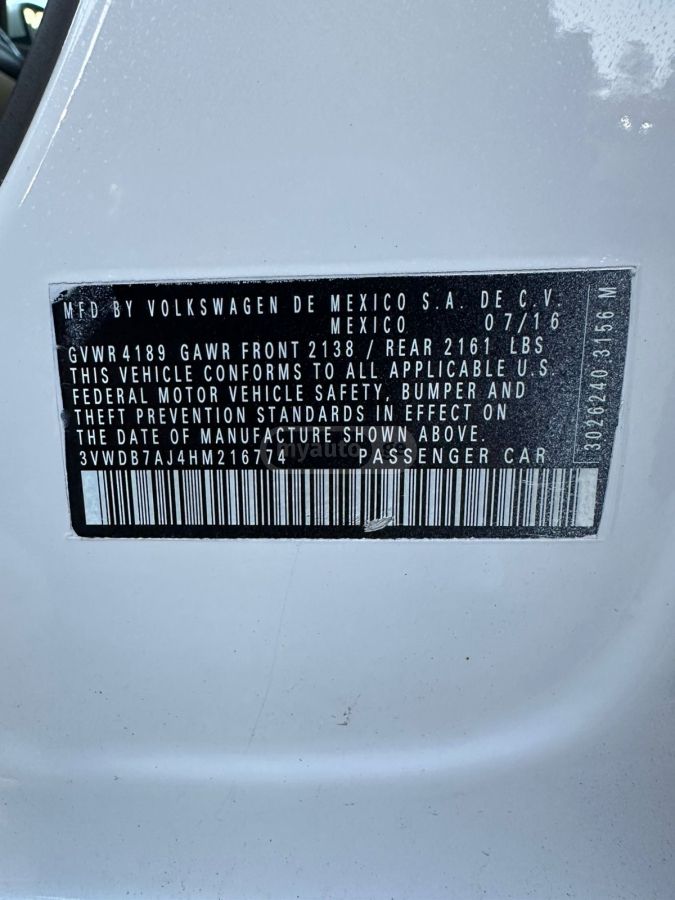 MFD BY VOLKSWAGEN DE MEXICO S.A. DE C.V.
MEXICO 07/16
GVWR 4189 GAWR FRONT 2138 / REAR 2161 LBS
THIS VEHICLE CONFORMS TO ALL APPLICABLE U.S.
FEDERAL MOTOR VEHICLE SAFETY, BUMPER AND
THEFT PREVENTION STANDARDS IN EFFECT ON
THE DATE OF MANUFACTURE SHOWN ABOVE.
3VWDB7AJ4HM216774 PASSENGER CAR
3026240 3156 M
myauto.ge